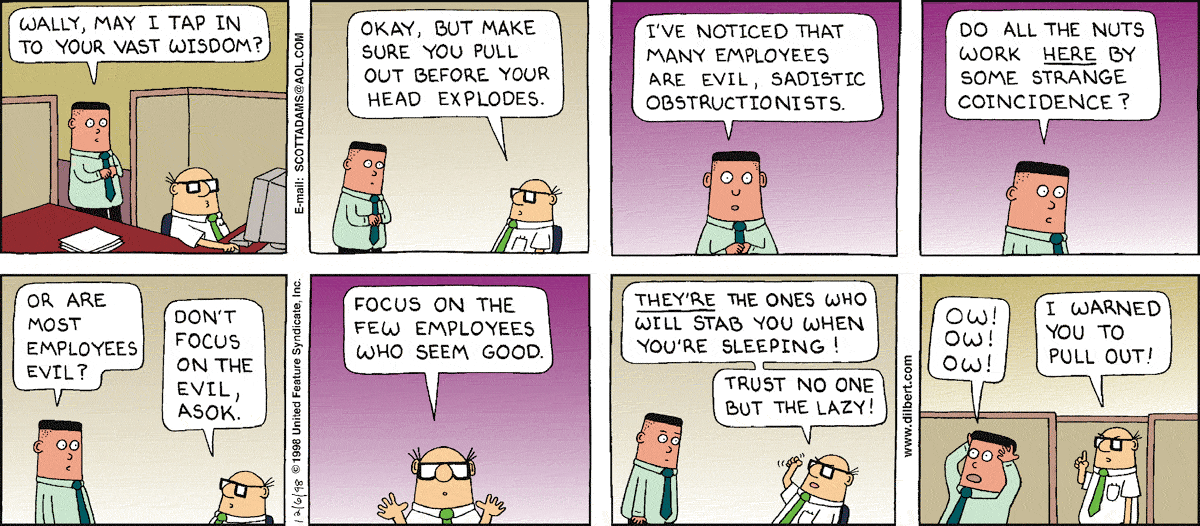 WALLY, MAY I TAP IN
TO YOUR VAST WISDOM?
E-mail: SCOTTADAMS@AOL.COM
OKAY, BUT MAKE
SURE YOU PULL
OUT BEFORE YOUR
HEAD EXPLODES.
I'VE NOTICED THAT
MANY EMPLOYEES
ARE EVIL, SADISTIC
OBSTRUCTIONISTS.
DO ALL THE NUTS
WORK HERE BY
SOME STRANGE
COINCIDENCE?
OR ARE
MOST
EMPLOYEES
EVIL?
DON'T
FOCUS
ON THE
EVIL,
ASOK.
12/6/98 © 1998 United Feature Syndicate, Inc.
FOCUS ON THE
FEW EMPLOYEES
WHO SEEM GOOD.
THEY'RE THE ONES WHO
WILL STAB YOU WHEN
YOU'RE SLEEPING!
TRUST NO ONE
BUT THE LAZY!
www.dilbert.com
OW!
OW!
OW!
I WARNED
YOU TO
PULL OUT!